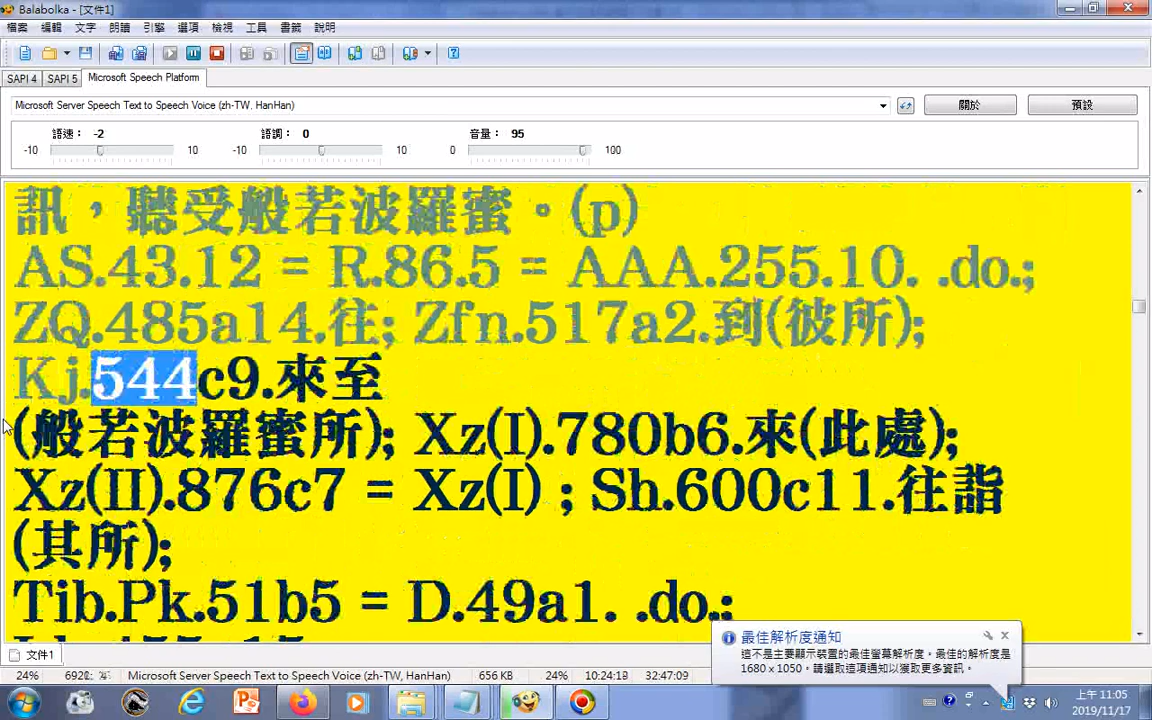 Balabolka - [文件1]
檔案 編輯 文字 朗讀 引擎 選項 檢視 工具 書籤 說明
SAPI 4 SAPI 5 Microsoft Speech Platform
Microsoft Server Speech Text to Speech Voice (zh-TW, HanHan)
關於 預設
語速： -2 語調： 0 音量： 95
-10 10 -10 10 0 100
訊，聽受般若波羅蜜。(p)
AS.43.12 = R.86.5 = AAA.255.10. .do.;
ZQ.485a14.往; Zfn.517a2.到(彼所);
Kj.544c9.來至
(般若波羅蜜所); Xz(I).780b6.來(此處);
Xz(II).876c7 = Xz(I) ; Sh.600c11.往詣
(其所);
Tib.Pk.51b5 = D.49a1. .do.;
最佳解析度通知
這不是主要顯示裝置的最佳螢幕解析度。最佳的解析度是
1680 x 1050。請選取這項通知以獲取更多資訊。
文件1
24% Microsoft Server Speech Text to Speech Voice (zh-TW, HanHan) 656 KB 24% 10:24:18 32:47:09
上午 11:05
2019/11/17